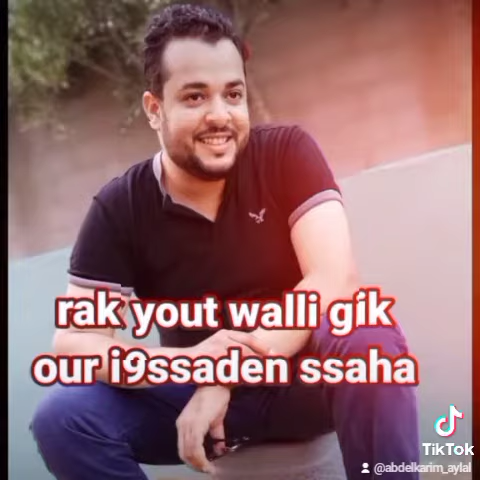 rak yout walli gik
our i9ssaden ssaha
TikTok
@abdelkarim_aylal